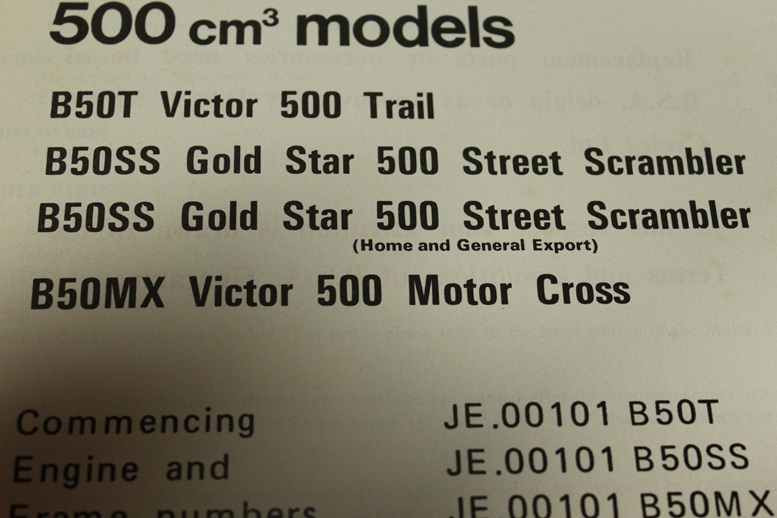 500 cm³ models
B50T Victor 500 Trail
B50SS Gold Star 500 Street Scrambler
B50SS Gold Star 500 Street Scrambler
(Home and General Export)
B50MX Victor 500 Motor Cross
Commencing JE.00101 B50T
Engine and JE.00101 B50SS
Frame numbers JE.00101 B50MX